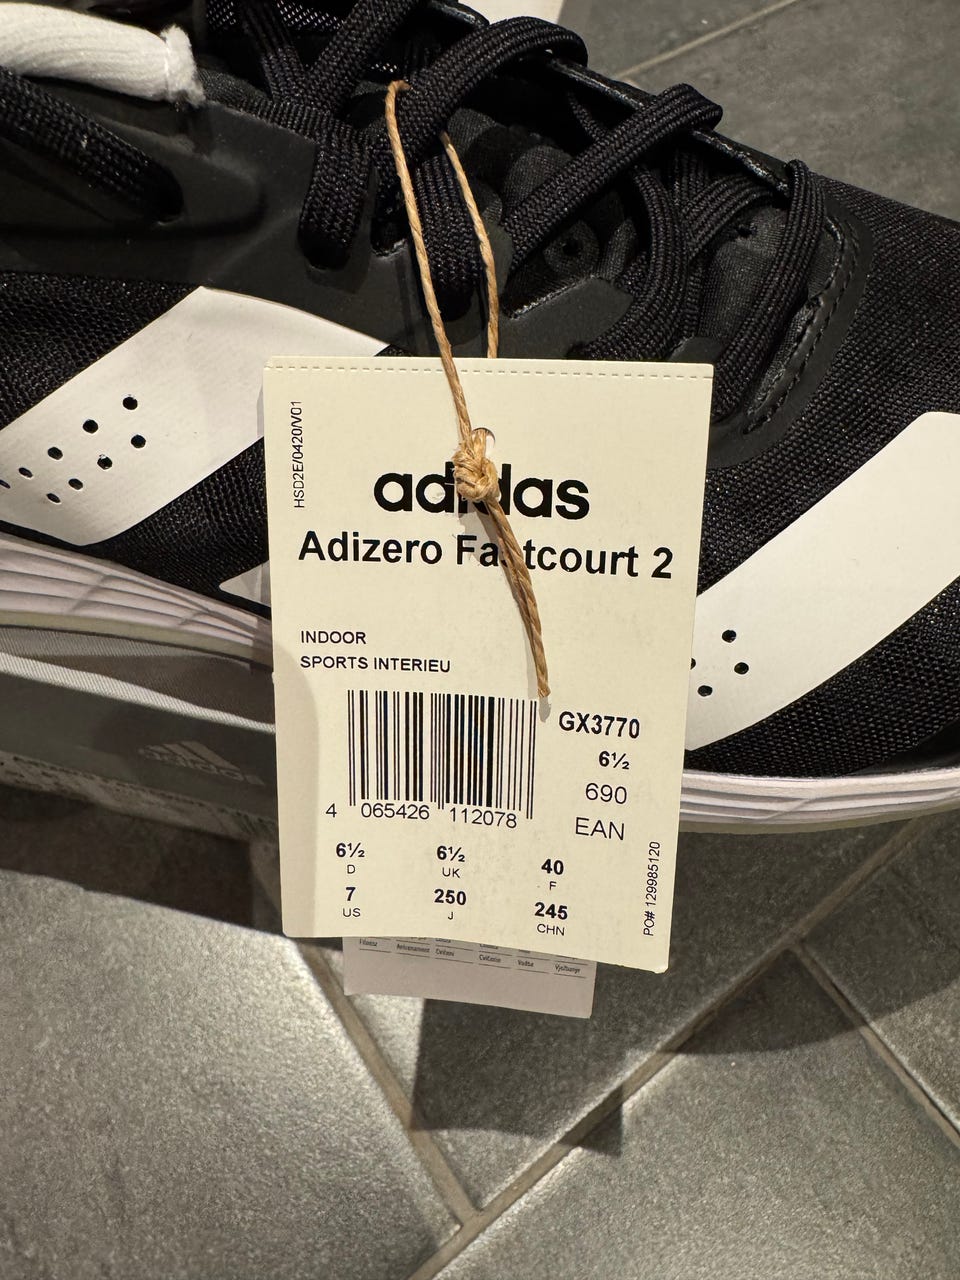 HSD2E/0420/V01
adidas
Adizero Fastcourt 2
INDOOR
SPORTS INTERIEU
GX3770
6½
690
EAN
4 065426 112078
6½ 6½ 40
D UK F
7 250 245
US J CHN
PO# 129985120
adidas